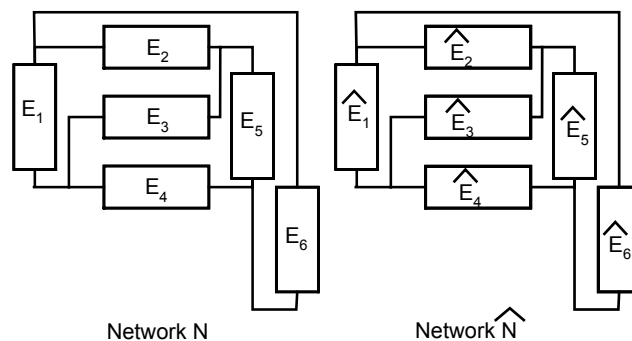 E₂
E₁
E₃
E₅
E₄
E₆
Network N
Ê₂
Ê₁
Ê₃
Ê₅
Ê₄
Ê₆
Network N̂